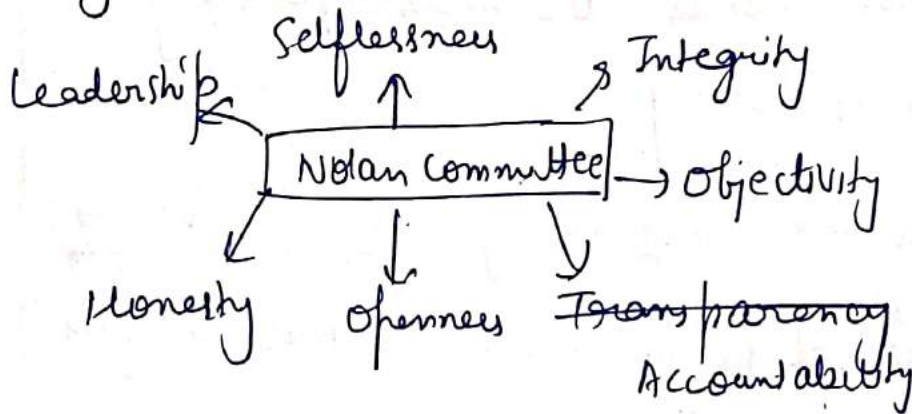 Selflessness
Integrity
Leadership
Nolan Committee
Objectivity
Honesty
Openness
Transparency
Accountability